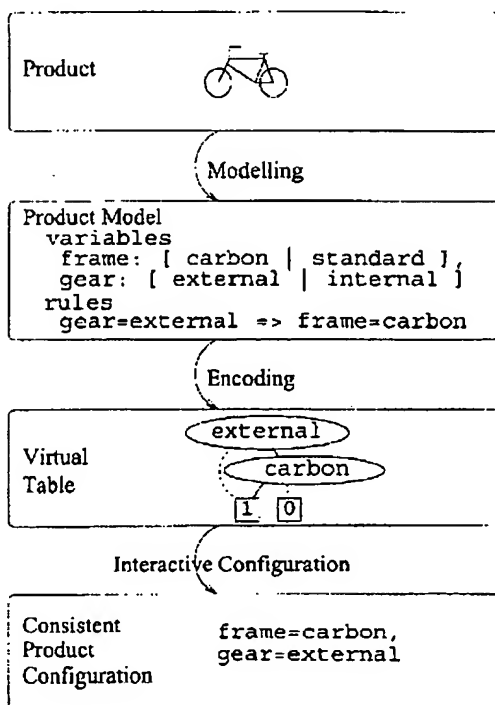 Product
Modelling
Product Model
variables
frame: [ carbon | standard ],
gear: [ external | internal ]
rules
gear=external => frame=carbon
Encoding
Virtual
Table
external
carbon
1 0
Interactive Configuration
Consistent
Product
Configuration
frame=carbon,
gear=external